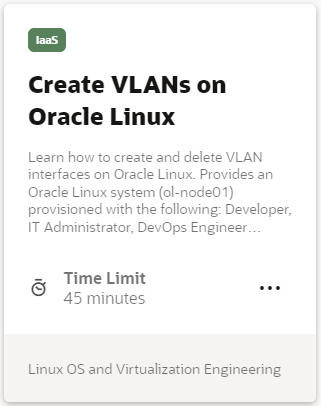 IaaS
Create VLANs on
Oracle Linux
Learn how to create and delete VLAN
interfaces on Oracle Linux. Provides an
Oracle Linux system (ol-node01)
provisioned with the following: Developer,
IT Administrator, DevOps Engineer…
Time Limit
45 minutes
Linux OS and Virtualization Engineering